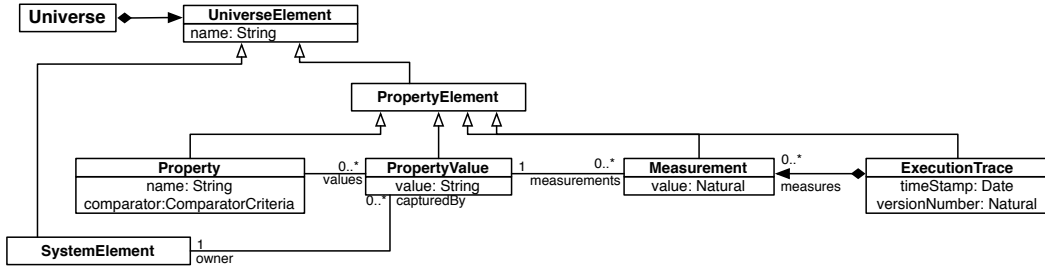 Universe
UniverseElement
name: String
PropertyElement
Property
name: String
comparator:ComparatorCriteria
0..*
values
PropertyValue
value: String
0..*
capturedBy
1
measurements
0..*
Measurement
value: Natural
0..*
measures
ExecutionTrace
timeStamp: Date
versionNumber: Natural
SystemElement
1
owner